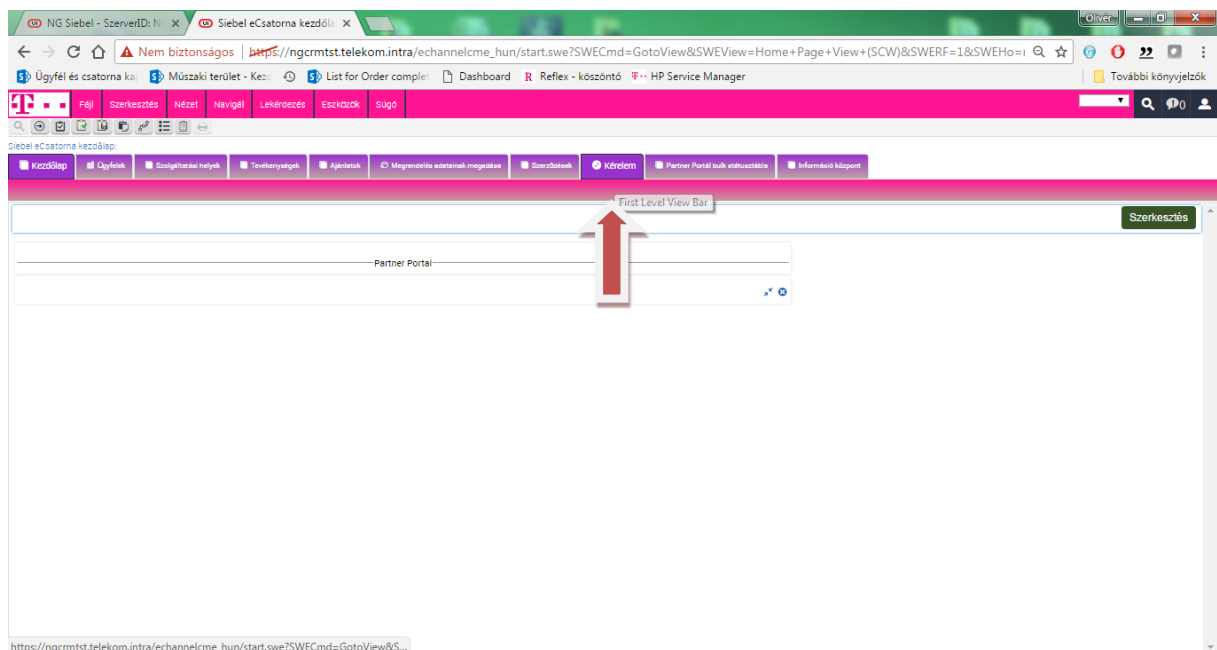 NG Siebel - SzerverID: N
Siebel eCsatorna kezdőla
Olivér
Nem biztonságos
https://ngcrmtst.telekom.intra/echannelcme_hun/start.swe?SWECmd=GotoView&SWEView=Home+Page+View+(SCW)&SWERF=1&SWEHo=
Ügyfél és csatorna ka
Műszaki terület - Kez
List for Order complet
Dashboard
R Reflex - köszöntő
HP Service Manager
További könyvjelzők
T
Fájl Szerkesztés Nézet Navigál Lekérdezés Eszközök Súgó
0
Siebel eCsatorna kezdőlap:
Kezdőlap Ügyfelek Szolgáltatási helyek Tevékenységek Ajánlatok Megrendelés adatainak megadása Szerződések Kérelem Partner Portál bulk státusztábla Információ központ
First Level View Bar
Szerkesztés
Partner Portal
https://ngcrmtst.telekom.intra/echannelcme_hun/start.swe?SWECmd=GotoView&S...